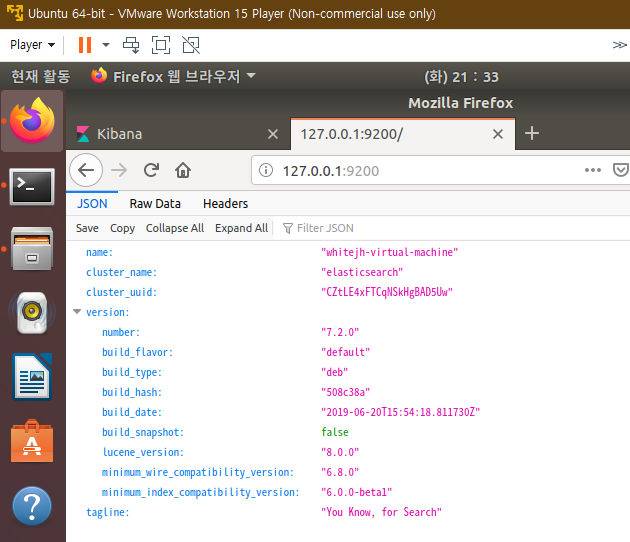 Ubuntu 64-bit - VMware Workstation 15 Player (Non-commercial use only)
Player
현재 활동 Firefox 웹 브라우저 (화) 21 : 33
Mozilla Firefox
Kibana 127.0.0.1:9200/
127.0.0.1:9200
JSON Raw Data Headers
Save Copy Collapse All Expand All Filter JSON
name: "whitejh-virtual-machine"
cluster_name: "elasticsearch"
cluster_uuid: "CZtLE4xFTCqNSkHgBAD5Uw"
version:
number: "7.2.0"
build_flavor: "default"
build_type: "deb"
build_hash: "508c38a"
build_date: "2019-06-20T15:54:18.811730Z"
build_snapshot: false
lucene_version: "8.0.0"
minimum_wire_compatibility_version: "6.8.0"
minimum_index_compatibility_version: "6.0.0-beta1"
tagline: "You Know, for Search"